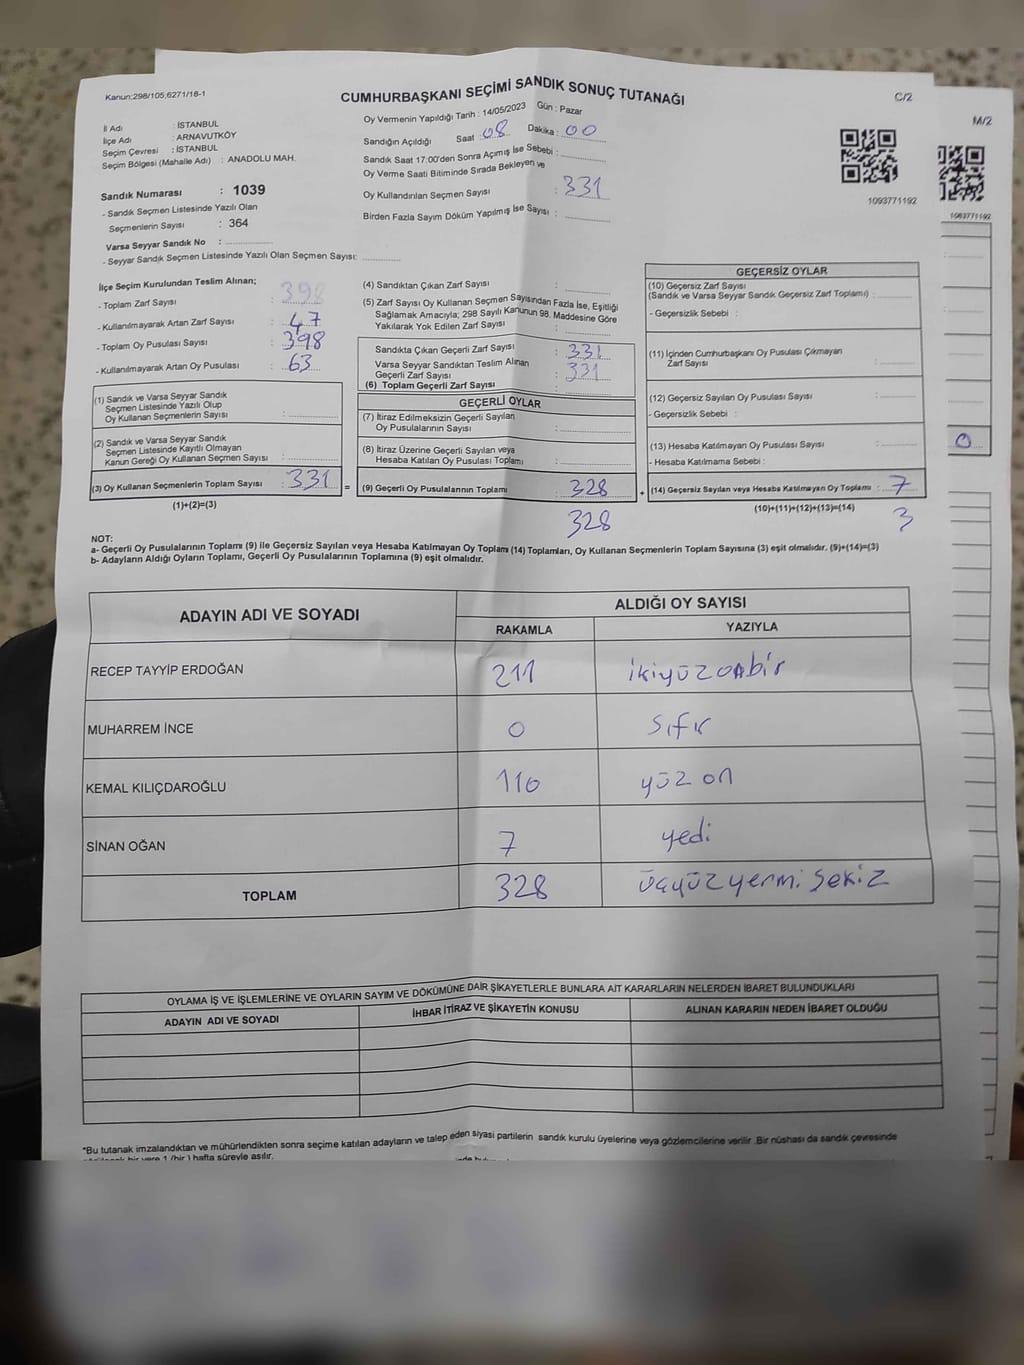 Kanun:298/105;6271/18-1
CUMHURBAŞKANI SEÇİMİ SANDIK SONUÇ TUTANAĞI
C/2
M/2
İl Adı : İSTANBUL
İlçe Adı : ARNAVUTKÖY
Seçim Çevresi : İSTANBUL
Seçim Bölgesi (Mahalle Adı) : ANADOLU MAH.
Sandık Numarası : 1039
- Sandık Seçmen Listesinde Yazılı Olan
Seçmenlerin Sayısı : 364
Varsa Seyyar Sandık No :
- Seyyar Sandık Seçmen Listesinde Yazılı Olan Seçmen Sayısı:
Oy Vermenin Yapıldığı Tarih : 14/05/2023 Gün : Pazar
Sandığın Açıldığı Saat : 08 Dakika : 00
Sandık Saat 17:00'den Sonra Açımış İse Sebebi :
Oy Verme Saati Bitiminde Sırada Bekleyen ve
Oy Kullandırılan Seçmen Sayısı : 331
Birden Fazla Sayım Döküm Yapılmış İse Sayısı :
1093771192
1093771192
İlçe Seçim Kurulundan Teslim Alınan;
- Toplam Zarf Sayısı : 398
- Kullanılmayarak Artan Zarf Sayısı : 47
- Toplam Oy Pusulası Sayısı : 398
- Kullanılmayarak Artan Oy Pusulası : 63
(1) Sandık ve Varsa Seyyar Sandık
Seçmen Listesinde Yazılı Olup
Oy Kullanan Seçmenlerin Sayısı :
(2) Sandık ve Varsa Seyyar Sandık
Seçmen Listesinde Kayıtlı Olmayan
Kanun Gereği Oy Kullanan Seçmen Sayısı :
(3) Oy Kullanan Seçmenlerin Toplam Sayısı : 331 =
(1)+(2)=(3)
(4) Sandıktan Çıkan Zarf Sayısı :
(5) Zarf Sayısı Oy Kullanan Seçmen Sayısından Fazla İse, Eşitliği
Sağlamak Amacıyla; 298 Sayılı Kanunun 98. Maddesine Göre
Yakılarak Yok Edilen Zarf Sayısı :
Sandıkta Çıkan Geçerli Zarf Sayısı : 331
Varsa Seyyar Sandıktan Teslim Alınan
Geçerli Zarf Sayısı : 331
(6) Toplam Geçerli Zarf Sayısı :
GEÇERLİ OYLAR
(7) İtiraz Edilmeksizin Geçerli Sayılan
Oy Pusulalarının Sayısı :
(8) İtiraz Üzerine Geçerli Sayılan veya
Hesaba Katılan Oy Pusulası Toplamı :
(9) Geçerli Oy Pusulalarının Toplamı : 328 +
328
GEÇERSİZ OYLAR
(10) Geçersiz Zarf Sayısı
(Sandık ve Varsa Seyyar Sandık Geçersiz Zarf Toplamı) :
- Geçersizlik Sebebi :
(11) İçinden Cumhurbaşkanı Oy Pusulası Çıkmayan
Zarf Sayısı :
(12) Geçersiz Sayılan Oy Pusulası Sayısı :
- Geçersizlik Sebebi :
(13) Hesaba Katılmayan Oy Pusulası Sayısı :
- Hesaba Katılmama Sebebi :
(14) Geçersiz Sayılan veya Hesaba Katılmayan Oy Toplamı : 7
(10)+(11)+(12)+(13)=(14) 3
0
NOT:
a- Geçerli Oy Pusulalarının Toplamı (9) ile Geçersiz Sayılan veya Hesaba Katılmayan Oy Toplam (14) Toplamları, Oy Kullanan Seçmenlerin Toplam Sayısına (3) eşit olmalıdır. (9)+(14)=(3)
b- Adayların Aldığı Oyların Toplamı, Geçerli Oy Pusulalarının Toplamına (9) eşit olmalıdır.
ADAYIN ADI VE SOYADI
ALDIĞI OY SAYISI
RAKAMLA YAZIYLA
RECEP TAYYİP ERDOĞAN 211 ikiyüzonbir
MUHARREM İNCE 0 sıfır
KEMAL KILIÇDAROĞLU 110 yüz on
SİNAN OĞAN 7 yedi
TOPLAM 328 üçyüzyermi sekiz
OYLAMA İŞ VE İŞLEMLERİNE VE OYLARIN SAYIM VE DÖKÜMÜNE DAİR ŞİKAYETLERLE BUNLARA AİT KARARLARIN NELERDEN İBARET BULUNDUKLARI
ADAYIN ADI VE SOYADI İHBAR İTİRAZ VE ŞİKAYETİN KONUSU ALINAN KARARIN NEDEN İBARET OLDUĞU
*Bu tutanak imzalandıktan ve mühürlendikten sonra seçime katılan adayların ve talep eden siyasi partilerin sandık kurulu üyelerine veya gözlemcilerine verilir. Bir nüshası da sandık çevresinde
bir yere 1 (bir) hafta süreyle asılır.